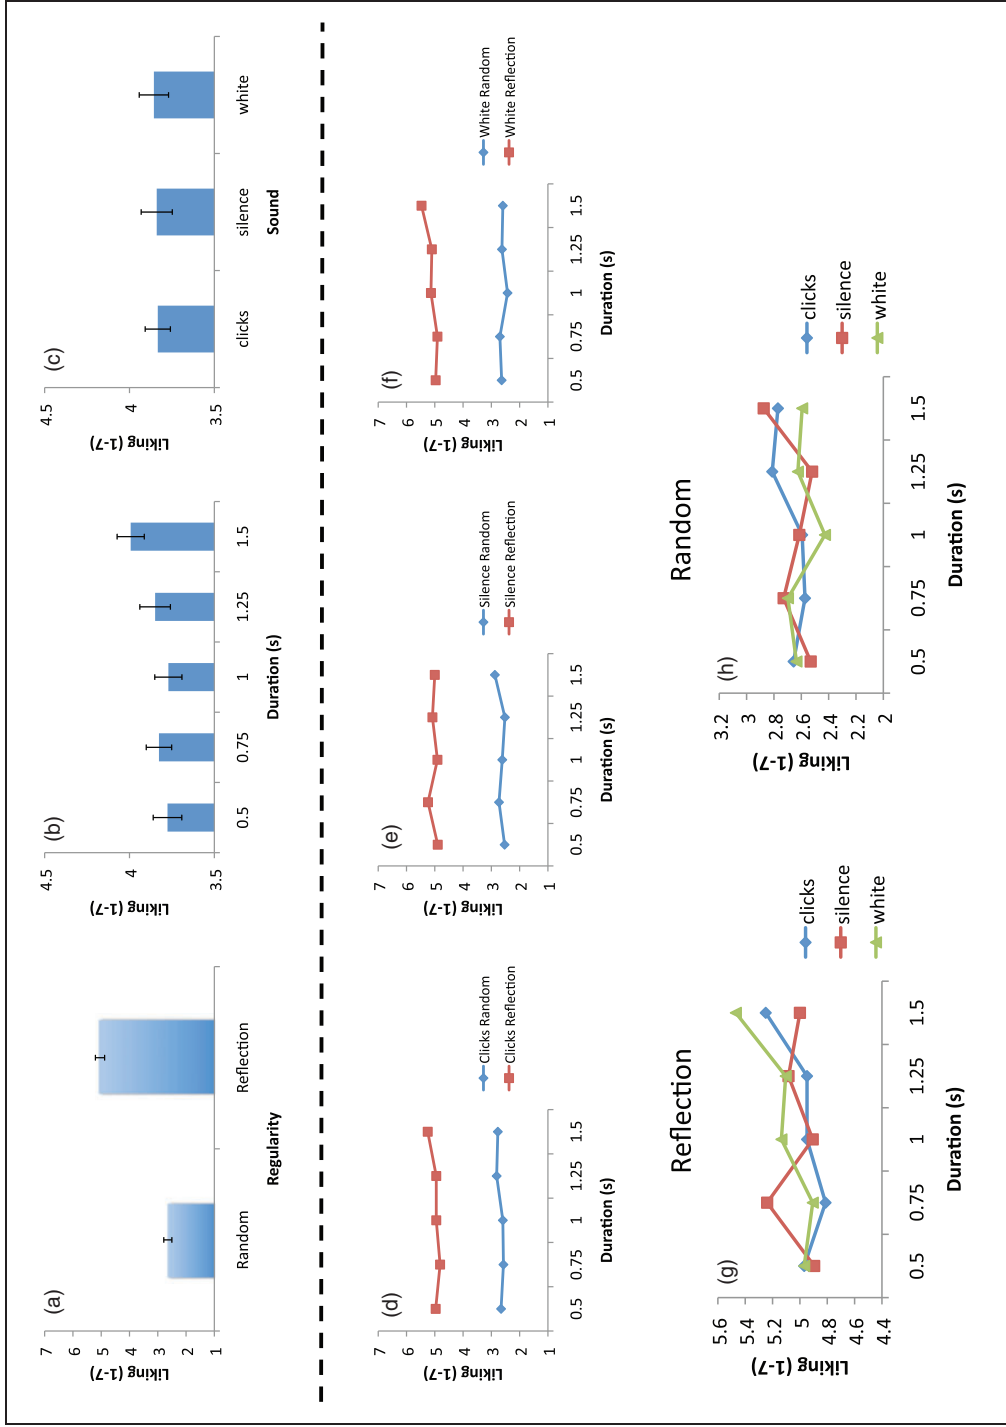 (a)
7
6
5
4
3
2
1
Liking (1-7)
Random
Reflection
Regularity
(b)
4.5
4
3.5
Liking (1-7)
0.5
0.75
1
1.25
1.5
Duration (s)
(c)
4.5
4
3.5
Liking (1-7)
clicks
silence
white
Sound
(d)
7
6
5
4
3
2
1
Liking (1-7)
0.5
0.75
1
1.25
1.5
Duration (s)
Clicks Random
Clicks Reflection
(e)
7
6
5
4
3
2
1
Liking (1-7)
0.5
0.75
1
1.25
1.5
Duration (s)
Silence Random
Silence Reflection
(f)
7
6
5
4
3
2
1
Liking (1-7)
0.5
0.75
1
1.25
1.5
Duration (s)
White Random
White Reflection
(g)
Reflection
5.6
5.4
5.2
5
4.8
4.6
4.4
Liking (1-7)
0.5
0.75
1
1.25
1.5
Duration (s)
clicks
silence
white
(h)
Random
3.2
3
2.8
2.6
2.4
2.2
2
Liking (1-7)
0.5
0.75
1
1.25
1.5
Duration (s)
clicks
silence
white